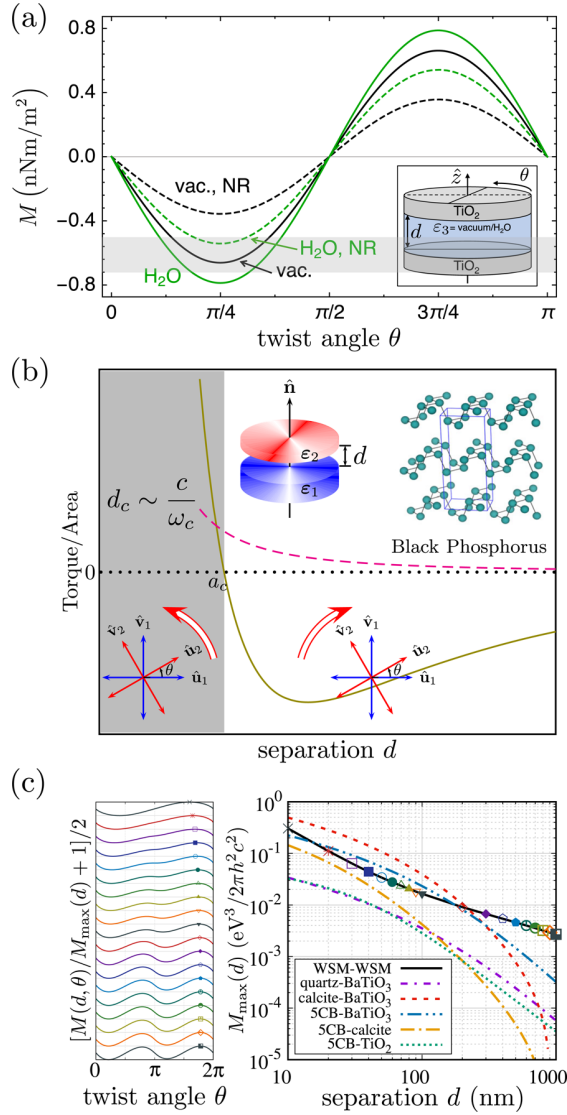 (a)
M (nNm/m²)
0.8
0.4
0.0
−0.4
−0.8
vac., NR
H₂O, NR
vac.
H₂O
ẑ
θ
TiO₂
d
ε₃ = vacuum/H₂O
TiO₂
0
π/4
π/2
3π/4
π
twist angle θ
(b)
Torque/Area
n̂
d
ε₂
ε₁
d_c ∼ c/ω_c
Black Phosphorus
0
a_c
v̂₂
v̂₁
û₂
θ
û₁
v̂₂
v̂₁
û₂
θ
û₁
separation d
(c)
[M(d, θ)/M_max(d) + 1]/2
0
π
2π
twist angle θ
M_max(d) (eV³/2πh²c²)
10⁰
10⁻¹
10⁻²
10⁻³
10⁻⁴
10⁻⁵
WSM-WSM
quartz-BaTiO₃
calcite-BaTiO₃
5CB-BaTiO₃
5CB-calcite
5CB-TiO₂
10
100
1000
separation d (nm)